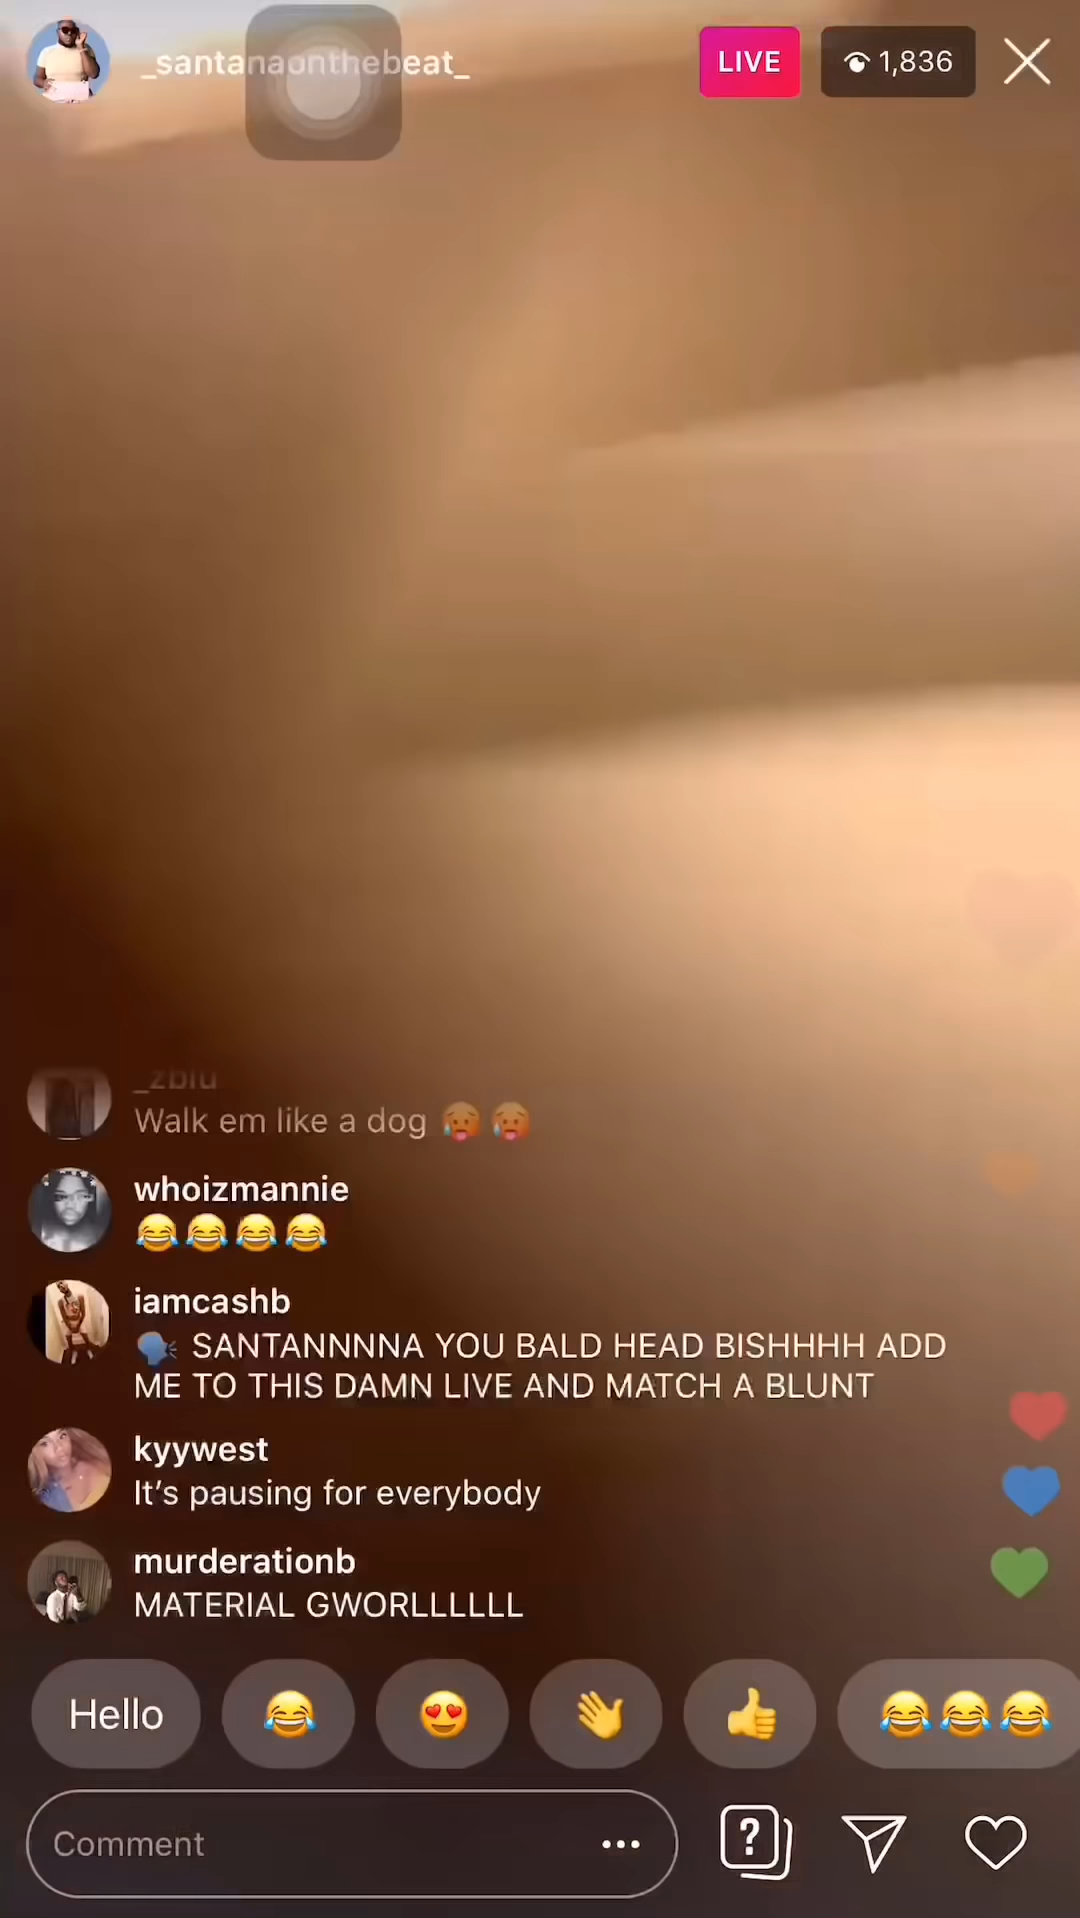 _santanaonthebeat_
LIVE
1,836
_zblu
Walk em like a dog 🥵🥵
whoizmannie
😂😂😂😂
iamcashb
🗣 SANTANNNNA YOU BALD HEAD BISHHHH ADD
ME TO THIS DAMN LIVE AND MATCH A BLUNT
kyywest
It’s pausing for everybody
murderationb
MATERIAL GWORLLLLLL
Hello 😂 😍 👋 👍 😂😂😂
Comment
?